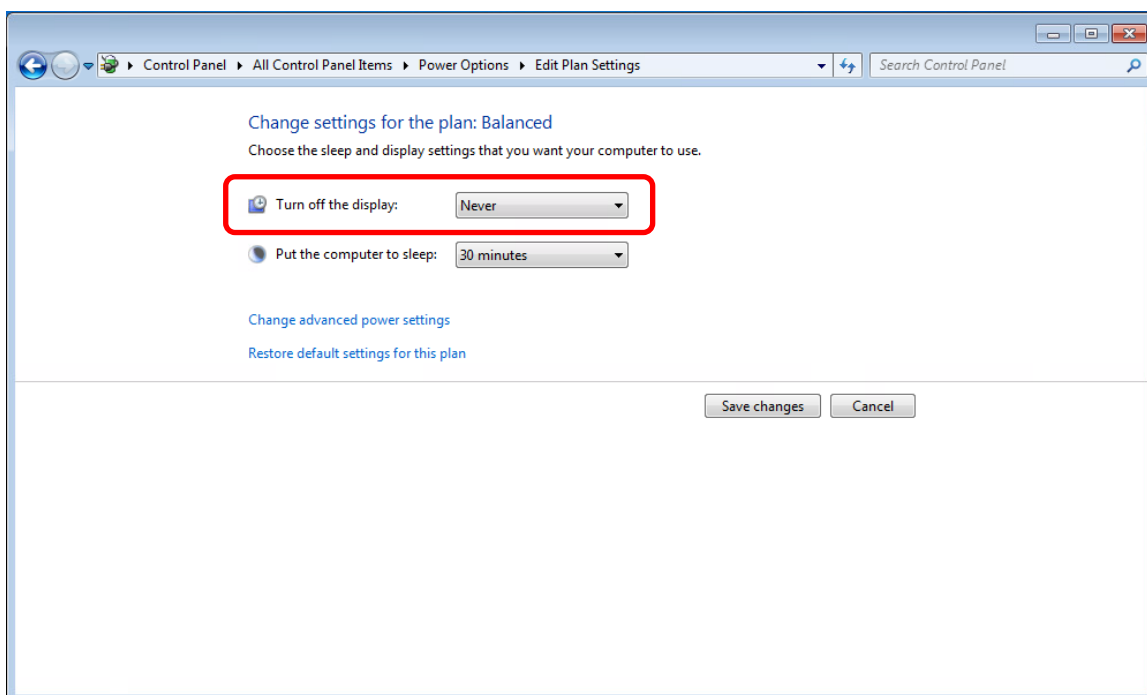 Control Panel All Control Panel Items Power Options Edit Plan Settings Search Control Panel
Change settings for the plan: Balanced
Choose the sleep and display settings that you want your computer to use.
Turn off the display: Never
Put the computer to sleep: 30 minutes
Change advanced power settings
Restore default settings for this plan
Save changes Cancel